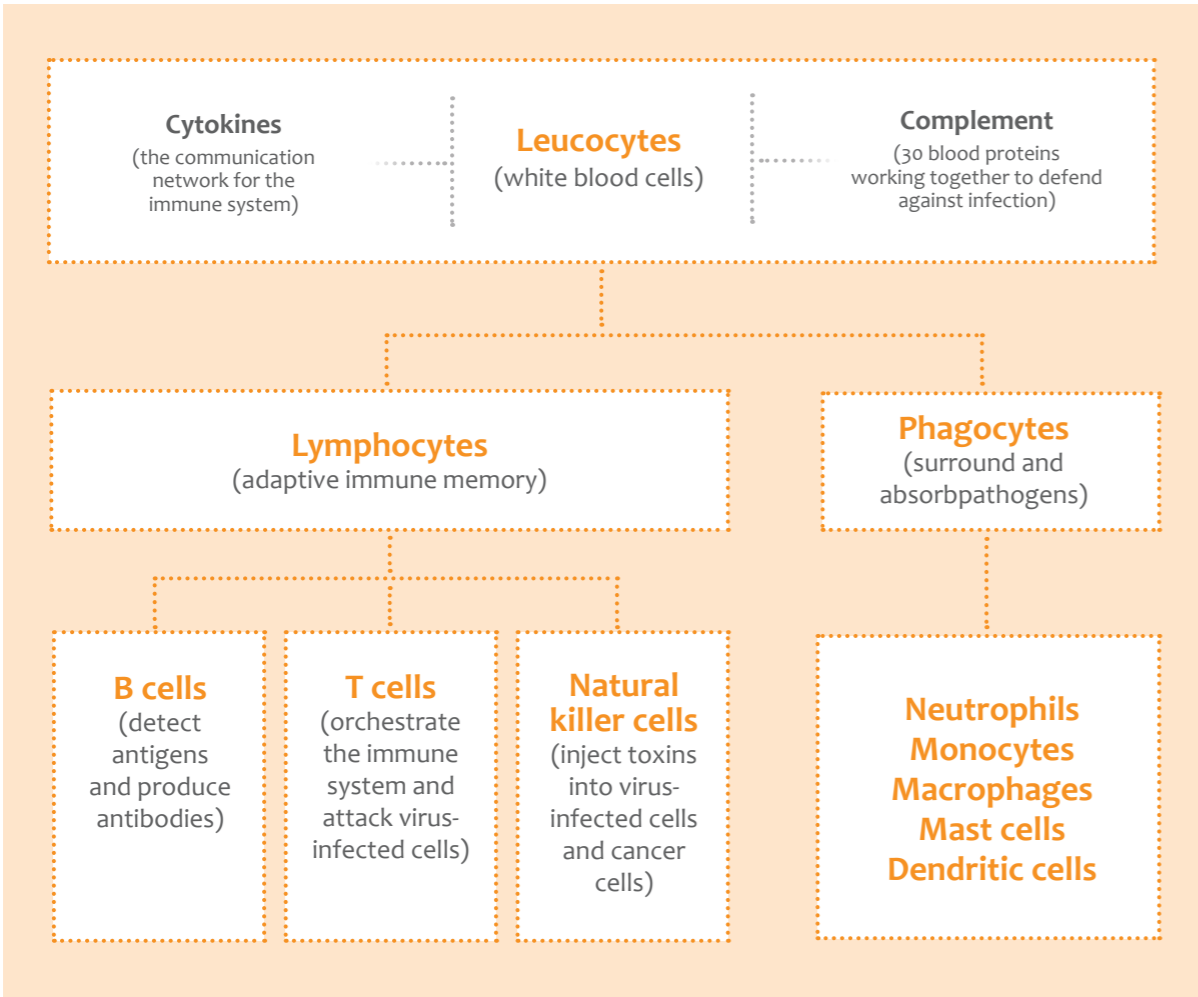 Cytokines
(the communication
network for the
immune system)
Leucocytes
(white blood cells)
Complement
(30 blood proteins
working together to defend
against infection)
Lymphocytes
(adaptive immune memory)
Phagocytes
(surround and
absorbpathogens)
B cells
(detect
antigens
and produce
antibodies)
T cells
(orchestrate
the immune
system and
attack virus-
infected cells)
Natural
killer cells
(inject toxins
into virus-
infected cells
and cancer
cells)
Neutrophils
Monocytes
Macrophages
Mast cells
Dendritic cells